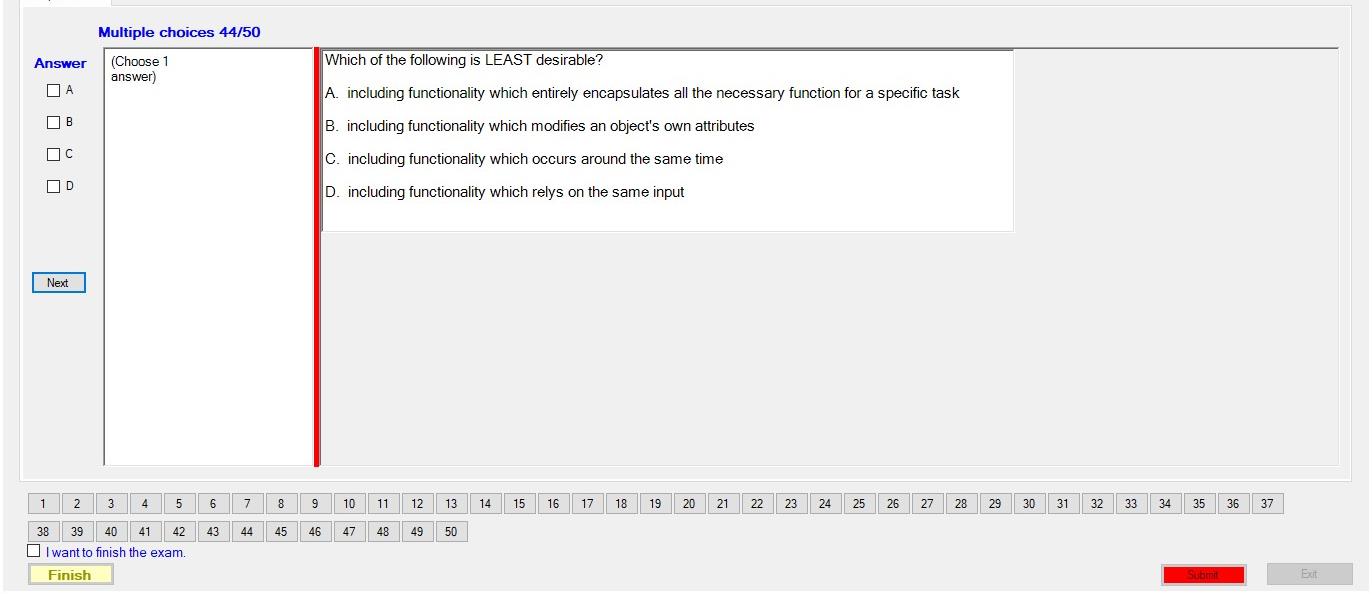 Multiple choices 44/50
Answer
(Choose 1
answer)
A
B
C
D
Next
Which of the following is LEAST desirable?
A. including functionality which entirely encapsulates all the necessary function for a specific task
B. including functionality which modifies an object's own attributes
C. including functionality which occurs around the same time
D. including functionality which relys on the same input
1 2 3 4 5 6 7 8 9 10 11 12 13 14 15 16 17 18 19 20 21 22 23 24 25 26 27 28 29 30 31 32 33 34 35 36 37
38 39 40 41 42 43 44 45 46 47 48 49 50
I want to finish the exam.
Finish
Submit
Exit